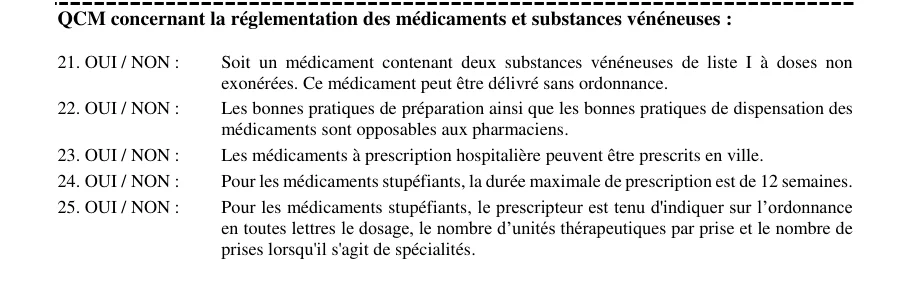 QCM concernant la réglementation des médicaments et substances vénéneuses :
21. OUI / NON : Soit un médicament contenant deux substances vénéneuses de liste I à doses non
exonérées. Ce médicament peut être délivré sans ordonnance.
22. OUI / NON : Les bonnes pratiques de préparation ainsi que les bonnes pratiques de dispensation des
médicaments sont opposables aux pharmaciens.
23. OUI / NON : Les médicaments à prescription hospitalière peuvent être prescrits en ville.
24. OUI / NON : Pour les médicaments stupéfiants, la durée maximale de prescription est de 12 semaines.
25. OUI / NON : Pour les médicaments stupéfiants, le prescripteur est tenu d'indiquer sur l’ordonnance
en toutes lettres le dosage, le nombre d’unités thérapeutiques par prise et le nombre de
prises lorsqu'il s'agit de spécialités.